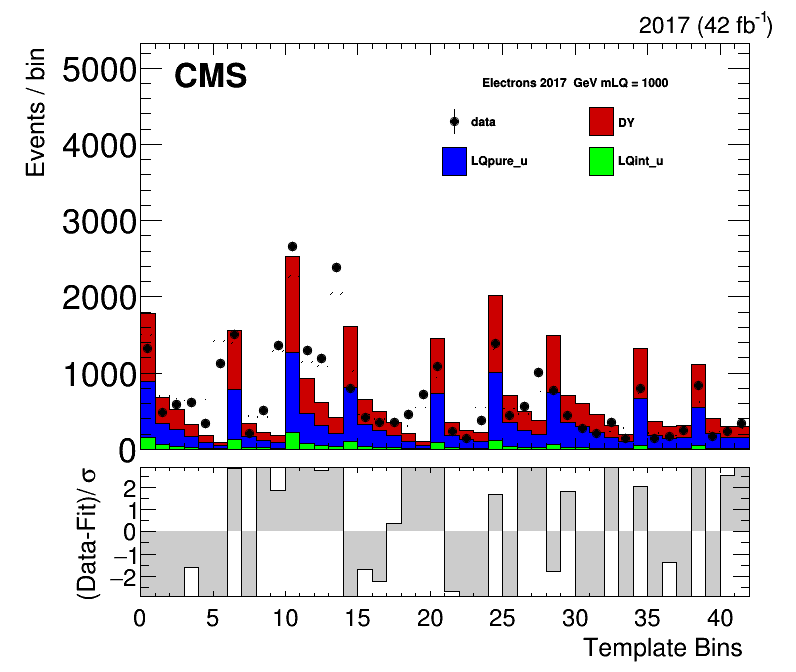 2017 (42 fb-1)
CMS
Electrons 2017 GeV mLQ = 1000
data
DY
LQpure_u
LQint_u
Events / bin
5000
4000
3000
2000
1000
0
(Data-Fit)/ σ
2
1
0
−1
−2
0 5 10 15 20 25 30 35 40
Template Bins